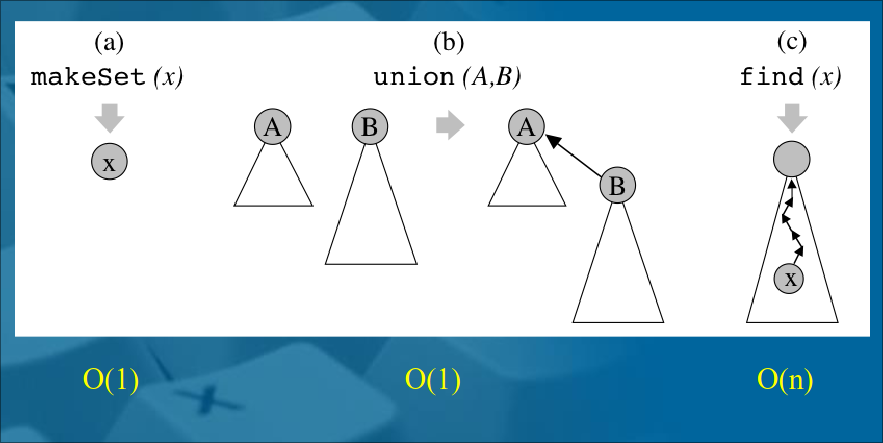 (a) (b) (c)
makeSet (x) union (A,B) find (x)
A B A
x
B
x
O(1) O(1) O(n)